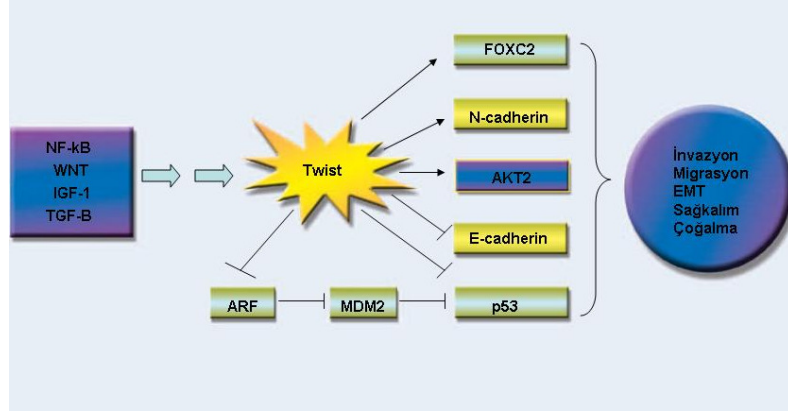 NF-kB
WNT
IGF-1
TGF-B
Twist
FOXC2
N-cadherin
AKT2
E-cadherin
ARF
MDM2
p53
İnvazyon
Migrasyon
EMT
Sağkalım
Çoğalma